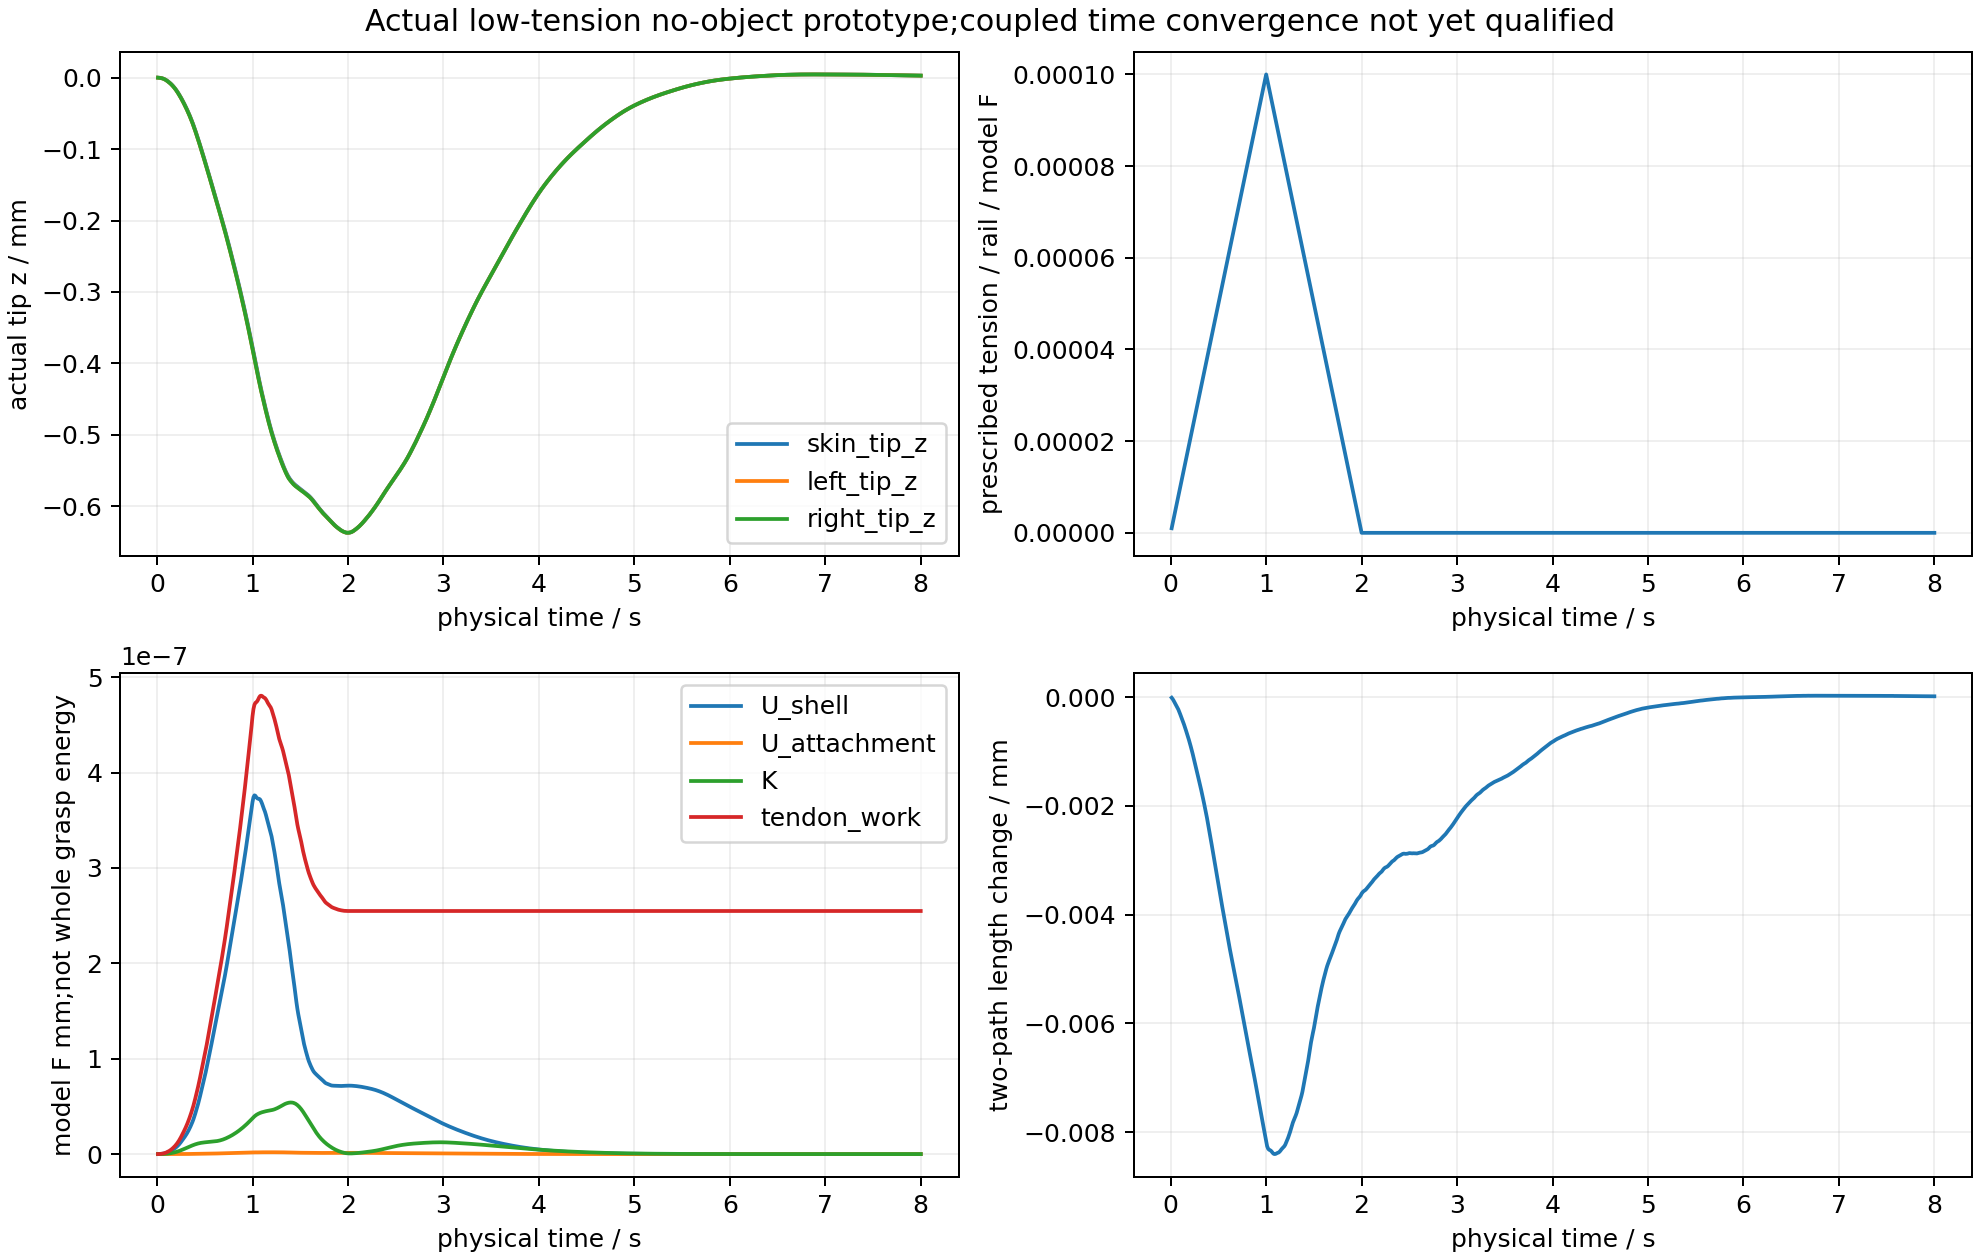 Actual low-tension no-object prototype;coupled time convergence not yet qualified
actual tip z / mm
0.0
−0.1
−0.2
−0.3
−0.4
−0.5
−0.6
skin_tip_z
left_tip_z
right_tip_z
0 1 2 3 4 5 6 7 8
physical time / s
prescribed tension / rail / model F
0.00010
0.00008
0.00006
0.00004
0.00002
0.00000
0 1 2 3 4 5 6 7 8
physical time / s
1e−7
model F mm;not whole grasp energy
5
4
3
2
1
0
U_shell
U_attachment
K
tendon_work
0 1 2 3 4 5 6 7 8
physical time / s
two-path length change / mm
0.000
−0.002
−0.004
−0.006
−0.008
0 1 2 3 4 5 6 7 8
physical time / s